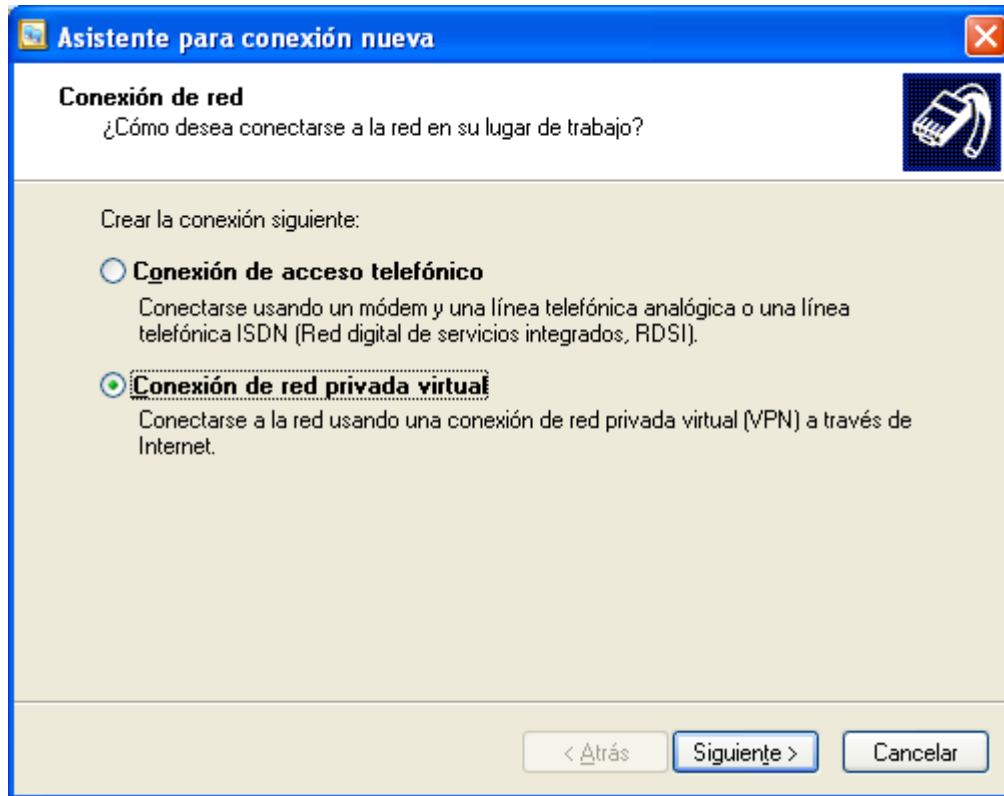 Asistente para conexión nueva
Conexión de red
¿Cómo desea conectarse a la red en su lugar de trabajo?
Crear la conexión siguiente:
Conexión de acceso telefónico
Conectarse usando un módem y una línea telefónica analógica o una línea
telefónica ISDN (Red digital de servicios integrados, RDSI).
Conexión de red privada virtual
Conectarse a la red usando una conexión de red privada virtual (VPN) a través de
Internet.
< Atrás Siguiente > Cancelar